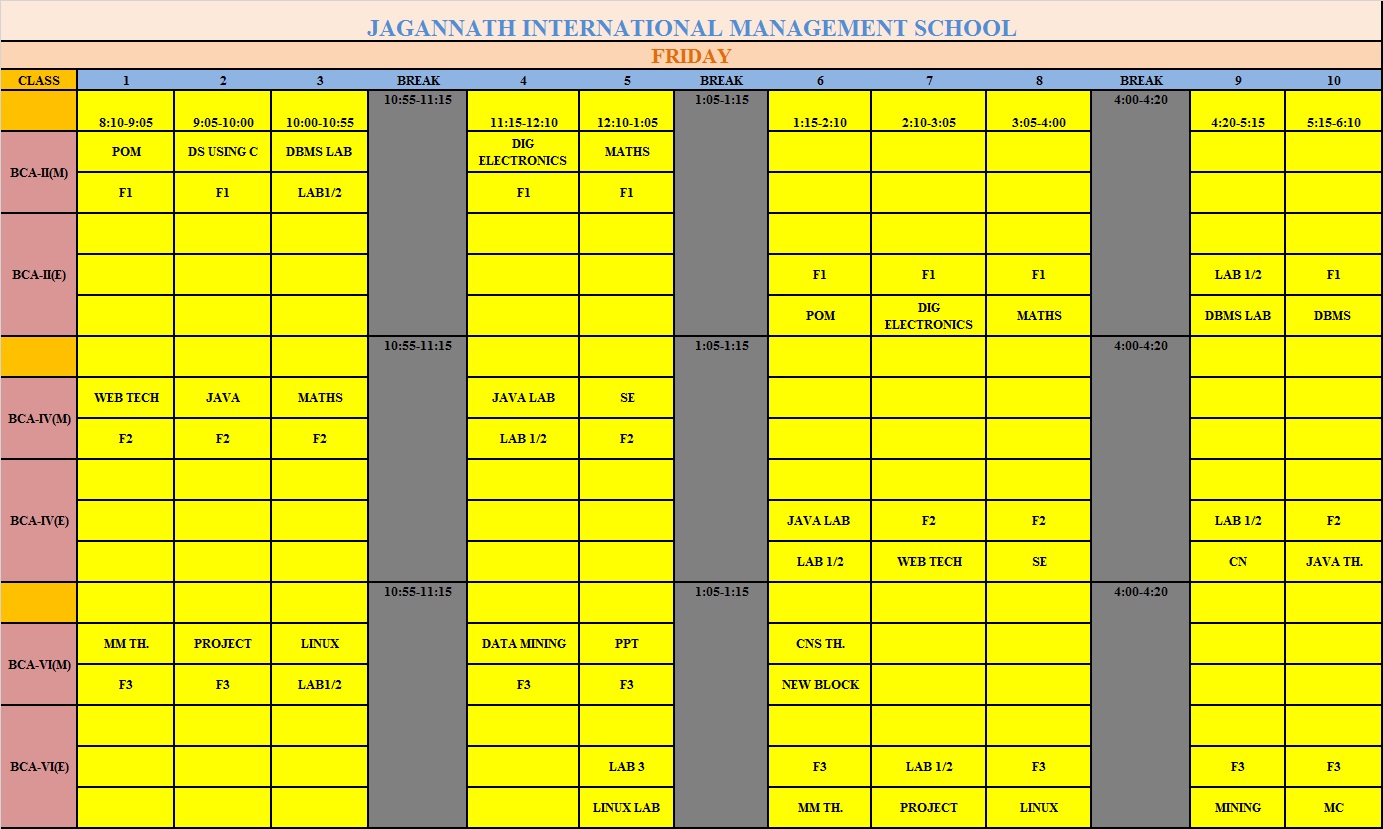 JAGANNATH INTERNATIONAL MANAGEMENT SCHOOL
FRIDAY
CLASS 1 2 3 BREAK 4 5 BREAK 6 7 8 BREAK 9 10
10:55-11:15 1:05-1:15 4:00-4:20
8:10-9:05 9:05-10:00 10:00-10:55 11:15-12:10 12:10-1:05 1:15-2:10 2:10-3:05 3:05-4:00 4:20-5:15 5:15-6:10
BCA-II(M)
POM DS USING C DBMS LAB DIG ELECTRONICS MATHS
F1 F1 LAB1/2 F1 F1
BCA-II(E)
F1 F1 F1 LAB 1/2 F1
POM DIG ELECTRONICS MATHS DBMS LAB DBMS
10:55-11:15 1:05-1:15 4:00-4:20
BCA-IV(M)
WEB TECH JAVA MATHS JAVA LAB SE
F2 F2 F2 LAB 1/2 F2
BCA-IV(E)
JAVA LAB F2 F2 LAB 1/2 F2
LAB 1/2 WEB TECH SE CN JAVA TH.
10:55-11:15 1:05-1:15 4:00-4:20
BCA-VI(M)
MM TH. PROJECT LINUX DATA MINING PPT CNS TH.
F3 F3 LAB1/2 F3 F3 NEW BLOCK
BCA-VI(E)
LAB 3 F3 LAB 1/2 F3 F3 F3
LINUX LAB MM TH. PROJECT LINUX MINING MC